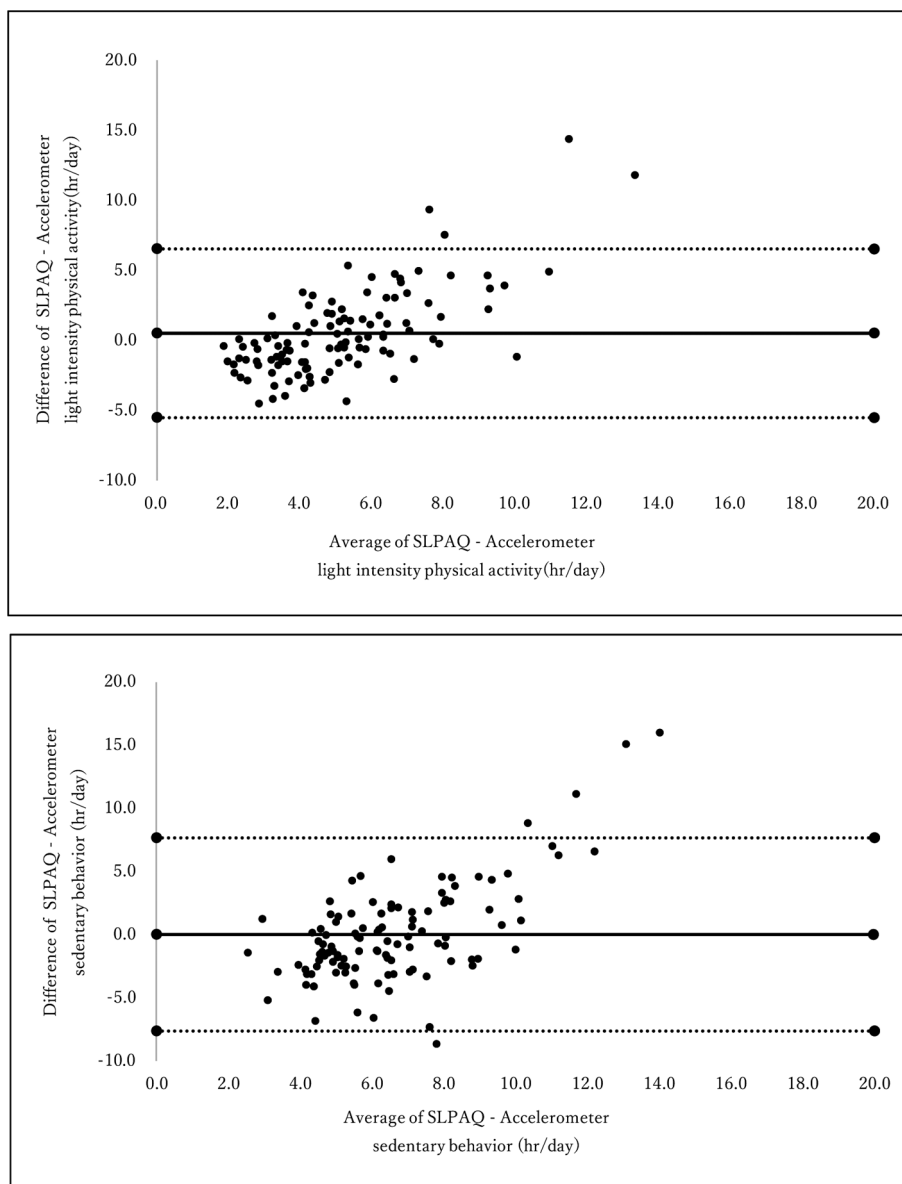 20.0
15.0
10.0
5.0
0.0
-5.0
-10.0
Difference of SLPAQ - Accelerometer
light intensity physical activity(hr/day)
0.0 2.0 4.0 6.0 8.0 10.0 12.0 14.0 16.0 18.0 20.0
Average of SLPAQ - Accelerometer
light intensity physical activity(hr/day)
20.0
15.0
10.0
5.0
0.0
-5.0
-10.0
Difference of SLPAQ - Accelerometer
sedentary behavior (hr/day)
0.0 2.0 4.0 6.0 8.0 10.0 12.0 14.0 16.0 18.0 20.0
Average of SLPAQ - Accelerometer
sedentary behavior (hr/day)